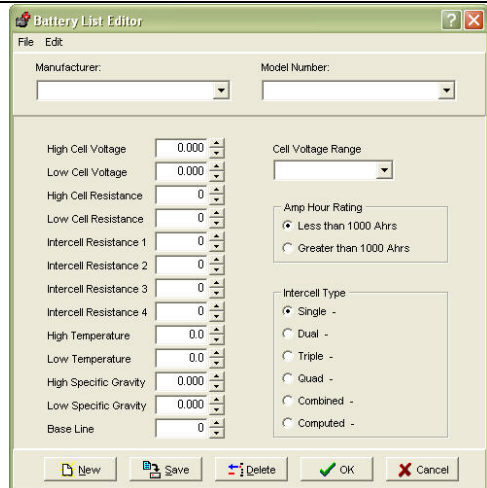 Battery List Editor
File Edit
Manufacturer: Model Number:
High Cell Voltage 0.000 Cell Voltage Range
Low Cell Voltage 0.000
High Cell Resistance 0
Low Cell Resistance 0
Intercell Resistance 1 0
Intercell Resistance 2 0
Intercell Resistance 3 0
Intercell Resistance 4 0
High Temperature 0.0
Low Temperature 0.0
High Specific Gravity 0.000
Low Specific Gravity 0.000
Base Line 0
Amp Hour Rating
Less than 1000 Ahrs
Greater than 1000 Ahrs
Intercell Type
Single -
Dual -
Triple -
Quad -
Combined -
Computed -
New Save Delete OK Cancel